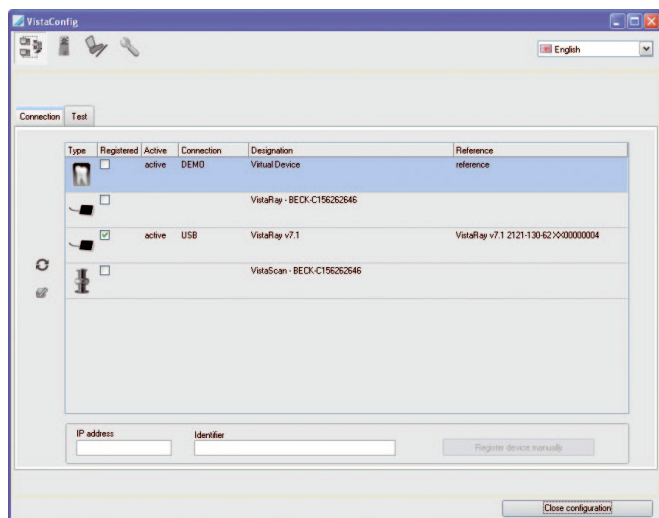 VistaConfig
English
Connection Test
Type Registered Active Connection Designation Reference
active DEMO Virtual Device reference
VistaRay - BECK-C156262646
active USB VistaRay v7.1 VistaRay v7.1 2121-130-62XX00000004
VistaScan - BECK-C156262646
IP address Identifier
Register device manually
Close configuration